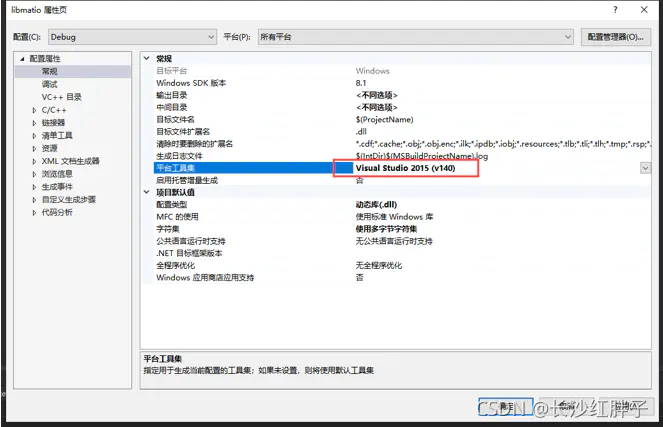 libmatio 属性页
配置(C): Debug 平台(P): 所有平台 配置管理器(O)...
配置属性
常规
调试
VC++ 目录
C/C++
链接器
清单工具
资源
XML 文档生成器
浏览信息
生成事件
自定义生成步骤
代码分析
常规
目标平台 Windows
Windows SDK 版本 8.1
输出目录 <不同选项>
中间目录 <不同选项>
目标文件名 $(ProjectName)
目标文件扩展名 .dll
清除时要删除的扩展名 *.cdf;*.cache;*.obj;*.obj.enc;*.ilk;*.ipdb;*.iobj;*.resources;*.tlb;*.tli;*.tlh;*.tmp;*.rsp;*.
生成日志文件 $(IntDir)$(MSBuildProjectName).log
平台工具集 Visual Studio 2015 (v140)
启用托管增量生成 否
项目默认值
配置类型 动态库(.dll)
MFC 的使用 使用标准 Windows 库
字符集 使用多字节字符集
公共语言运行时支持 无公共语言运行时支持
.NET 目标框架版本
全程序优化 无全程序优化
Windows 应用商店应用支持 否
平台工具集
指定用于生成当前配置的工具集；如果未设置，则将使用默认工具集
确定 取消 应用(A)
CSDN @长沙红胖子